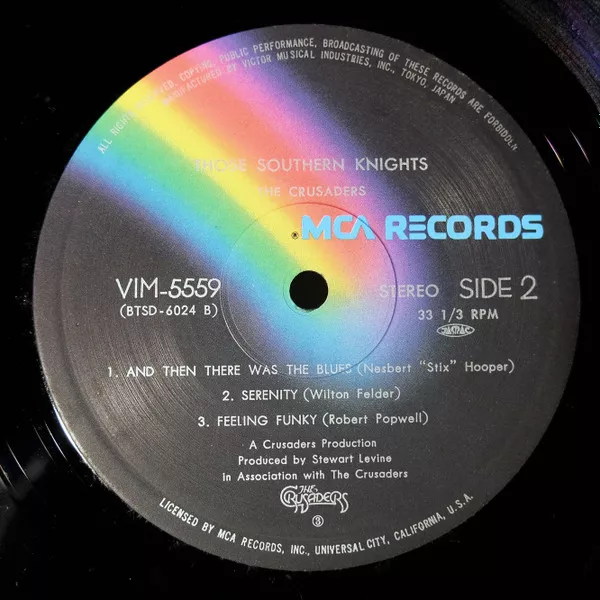 ALL RIGHTS RESERVED, COPYING, PUBLIC PERFORMANCE, BROADCASTING OF THESE RECORDS ARE FORBIDDEN
MANUFACTURED BY VICTOR MUSICAL INDUSTRIES, INC., TOKYO, JAPAN
THOSE SOUTHERN KNIGHTS
THE CRUSADERS
MCA RECORDS
VIM-5559
(BTSD-6024 B)
STEREO SIDE 2
33 1/3 RPM
1. AND THEN THERE WAS THE BLUES (Nesbert "Stix" Hooper)
2. SERENITY (Wilton Felder)
3. FEELING FUNKY (Robert Popwell)
A Crusaders Production
Produced by Stewart Levine
In Association with The Crusaders
THE CRUSADERS
3
LICENSED BY MCA RECORDS, INC., UNIVERSAL CITY, CALIFORNIA, U.S.A.